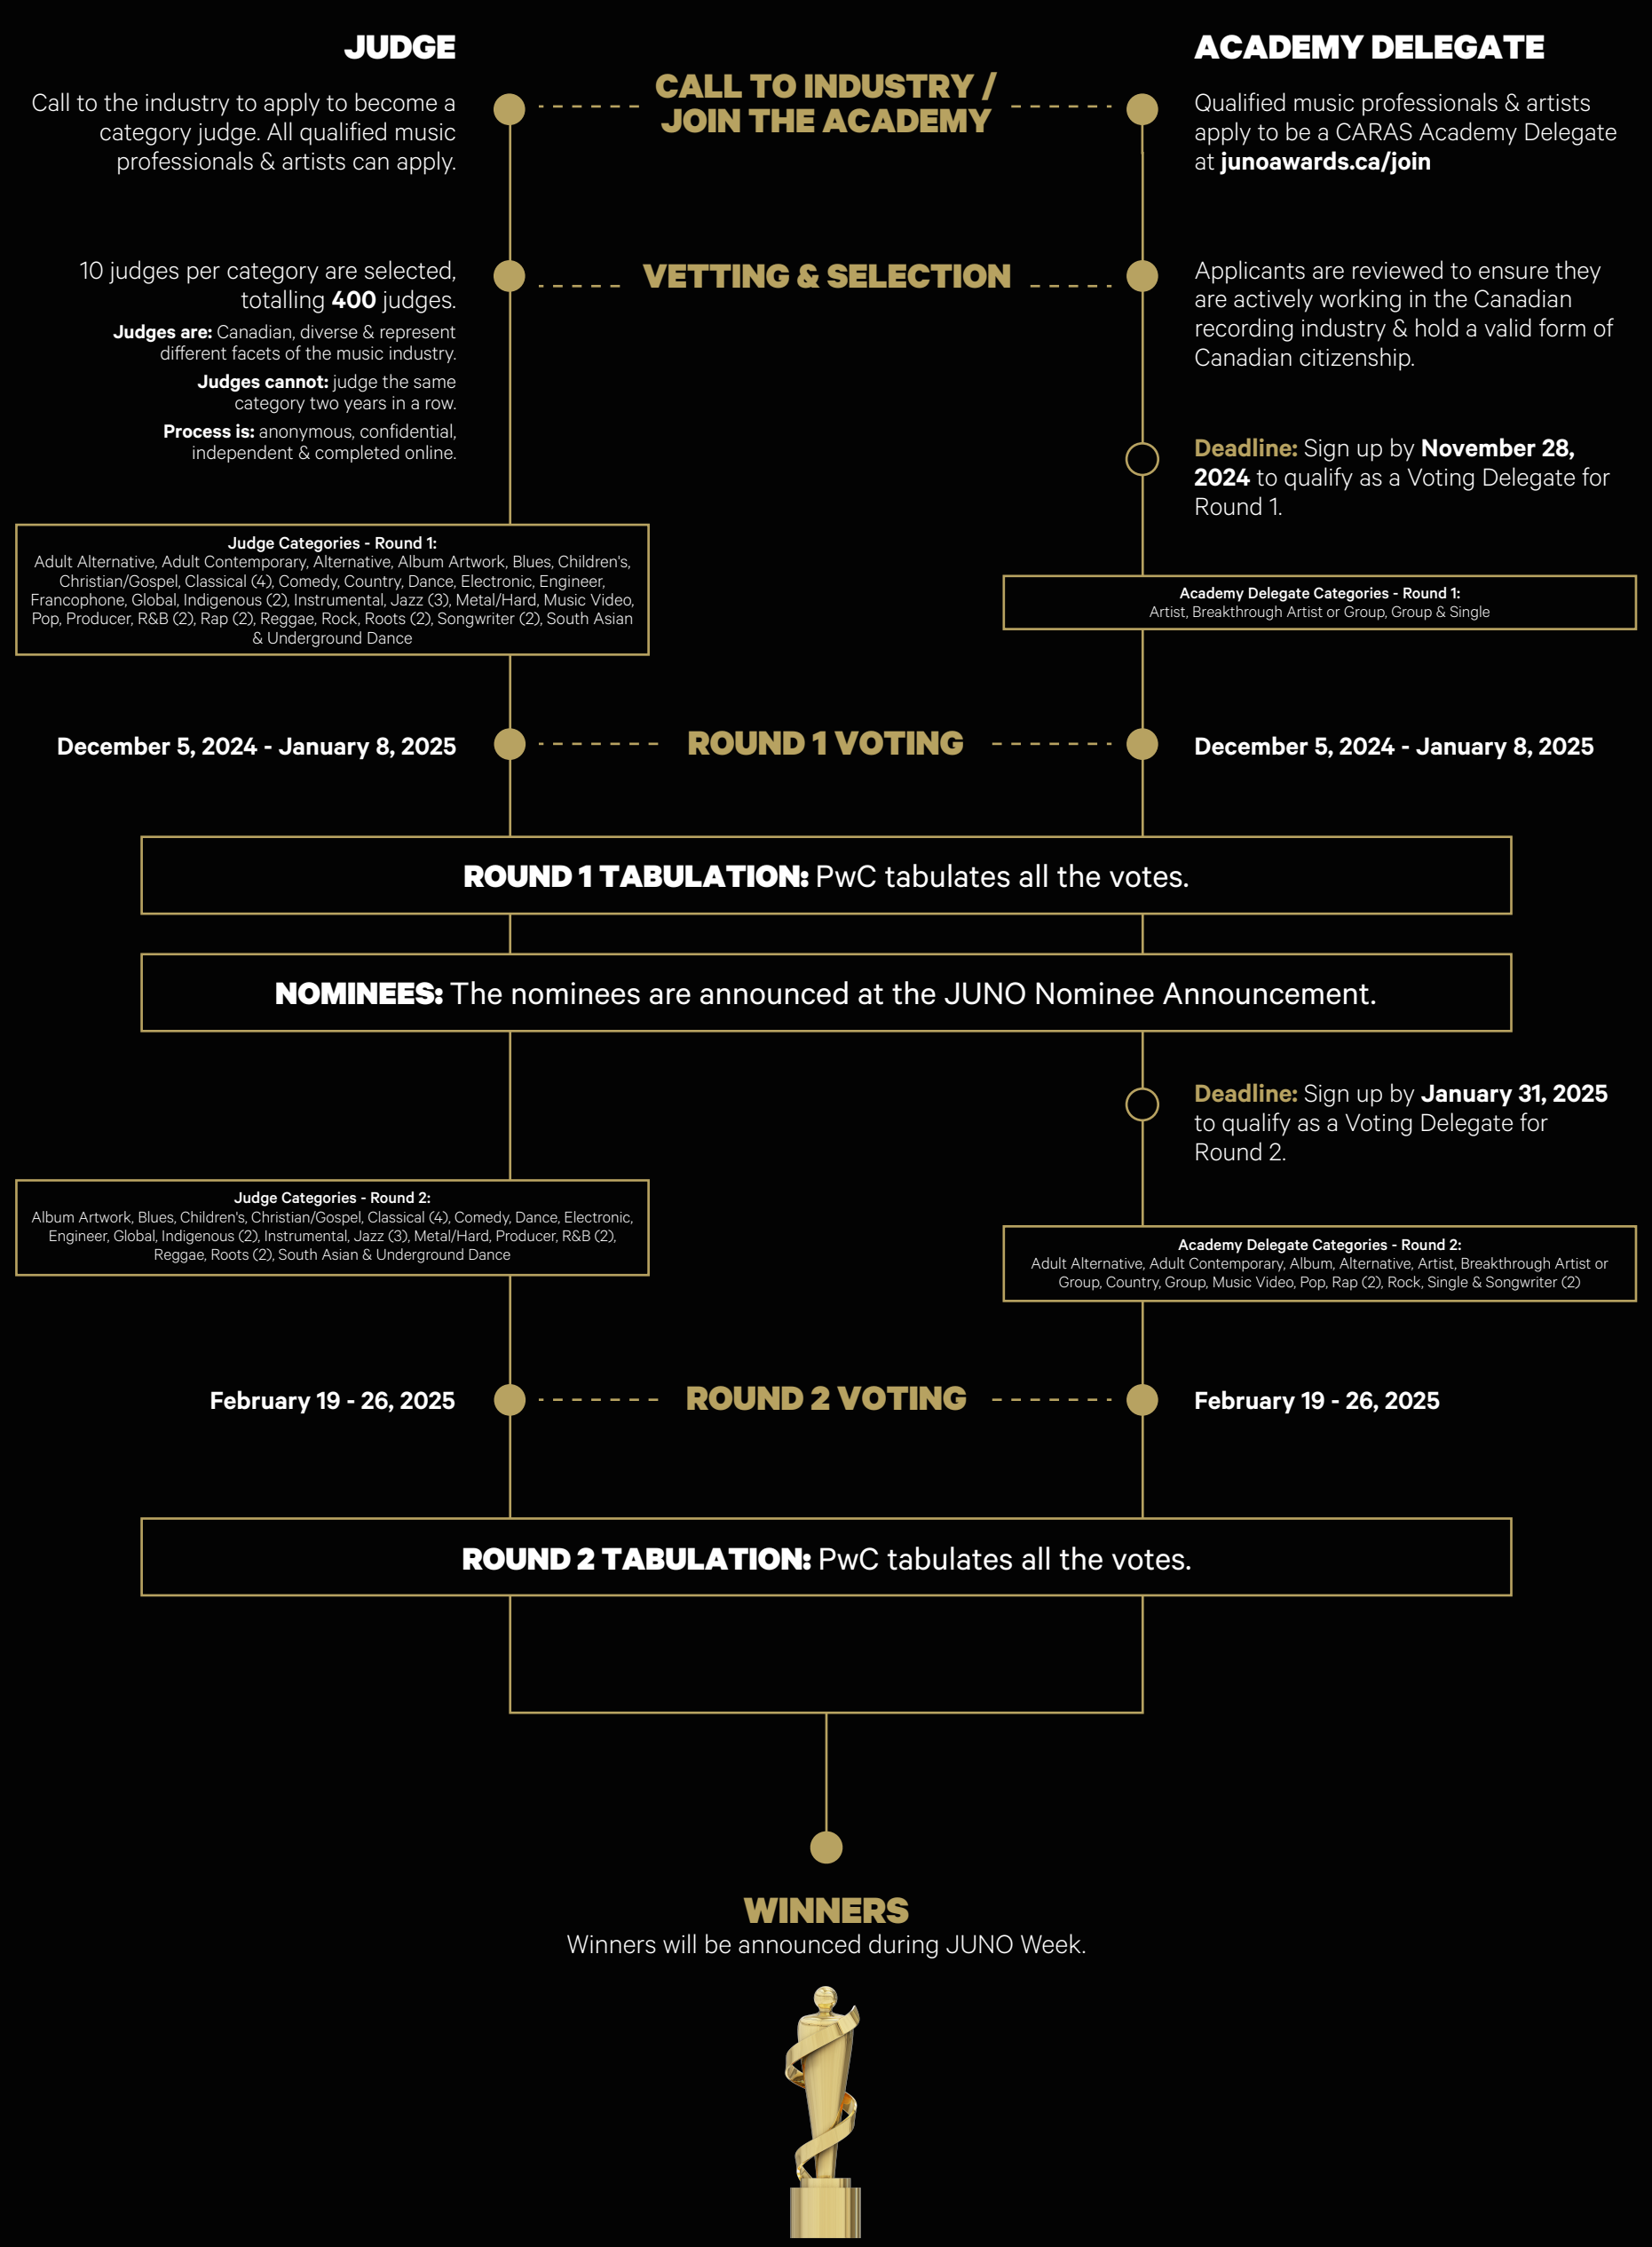 JUDGE
Call to the industry to apply to become a
category judge. All qualified music
professionals & artists can apply.
CALL TO INDUSTRY /
JOIN THE ACADEMY
ACADEMY DELEGATE
Qualified music professionals & artists
apply to be a CARAS Academy Delegate
at junoawards.ca/join
10 judges per category are selected,
totalling 400 judges.
Judges are: Canadian, diverse & represent
different facets of the music industry.
Judges cannot: judge the same
category two years in a row.
Process is: anonymous, confidential,
independent & completed online.
VETTING & SELECTION
Applicants are reviewed to ensure they
are actively working in the Canadian
recording industry & hold a valid form of
Canadian citizenship.
Deadline: Sign up by November 28,
2024 to qualify as a Voting Delegate for
Round 1.
Judge Categories - Round 1:
Adult Alternative, Adult Contemporary, Alternative, Album Artwork, Blues, Children's,
Christian/Gospel, Classical (4), Comedy, Country, Dance, Electronic, Engineer,
Francophone, Global, Indigenous (2), Instrumental, Jazz (3), Metal/Hard, Music Video,
Pop, Producer, R&B (2), Rap (2), Reggae, Rock, Roots (2), Songwriter (2), South Asian
& Underground Dance
Academy Delegate Categories - Round 1:
Artist, Breakthrough Artist or Group, Group & Single
December 5, 2024 - January 8, 2025
ROUND 1 VOTING
December 5, 2024 - January 8, 2025
ROUND 1 TABULATION: PwC tabulates all the votes.
NOMINEES: The nominees are announced at the JUNO Nominee Announcement.
Deadline: Sign up by January 31, 2025
to qualify as a Voting Delegate for
Round 2.
Judge Categories - Round 2:
Album Artwork, Blues, Children's, Christian/Gospel, Classical (4), Comedy, Dance, Electronic,
Engineer, Global, Indigenous (2), Instrumental, Jazz (3), Metal/Hard, Producer, R&B (2),
Reggae, Roots (2), South Asian & Underground Dance
Academy Delegate Categories - Round 2:
Adult Alternative, Adult Contemporary, Album, Alternative, Artist, Breakthrough Artist or
Group, Country, Group, Music Video, Pop, Rap (2), Rock, Single & Songwriter (2)
February 19 - 26, 2025
ROUND 2 VOTING
February 19 - 26, 2025
ROUND 2 TABULATION: PwC tabulates all the votes.
WINNERS
Winners will be announced during JUNO Week.